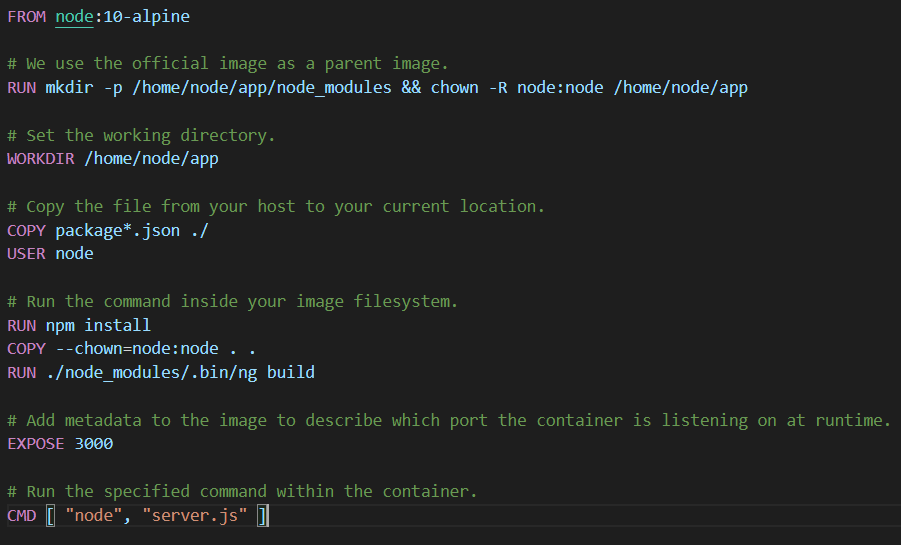 FROM node:10-alpine
# We use the official image as a parent image.
RUN mkdir -p /home/node/app/node_modules && chown -R node:node /home/node/app
# Set the working directory.
WORKDIR /home/node/app
# Copy the file from your host to your current location.
COPY package*.json ./
USER node
# Run the command inside your image filesystem.
RUN npm install
COPY --chown=node:node . .
RUN ./node_modules/.bin/ng build
# Add metadata to the image to describe which port the container is listening on at runtime.
EXPOSE 3000
# Run the specified command within the container.
CMD [ "node", "server.js" ]